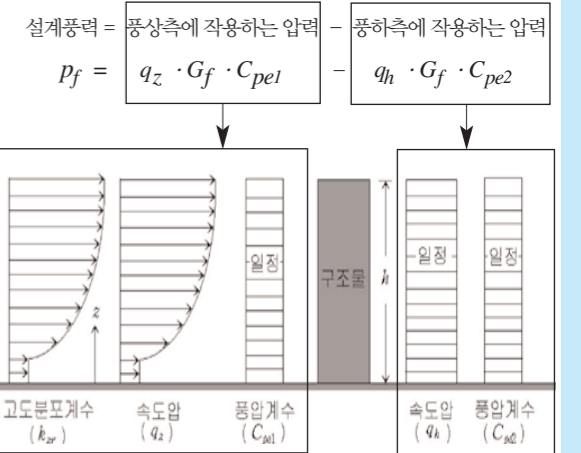 설계풍력 = 풍상측에 작용하는 압력 − 풍하측에 작용하는 압력
p_f = q_z · G_f · C_pe1 − q_h · G_f · C_pe2
일정 구조물 h 일정 일정
z
고도분포계수 속도압 풍압계수 속도압 풍압계수
(k_zr) (q_z) (C_pe1) (q_h) (C_pe2)